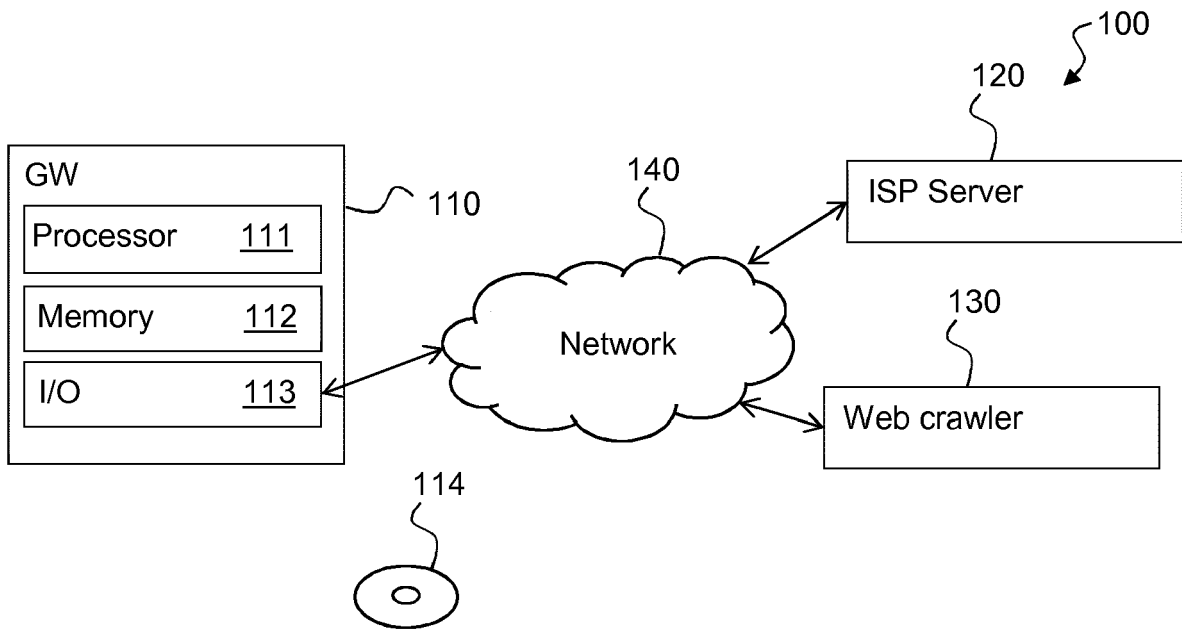 100
120
ISP Server
140
GW
110
Processor 111
Memory 112
I/O 113
Network
130
Web crawler
114